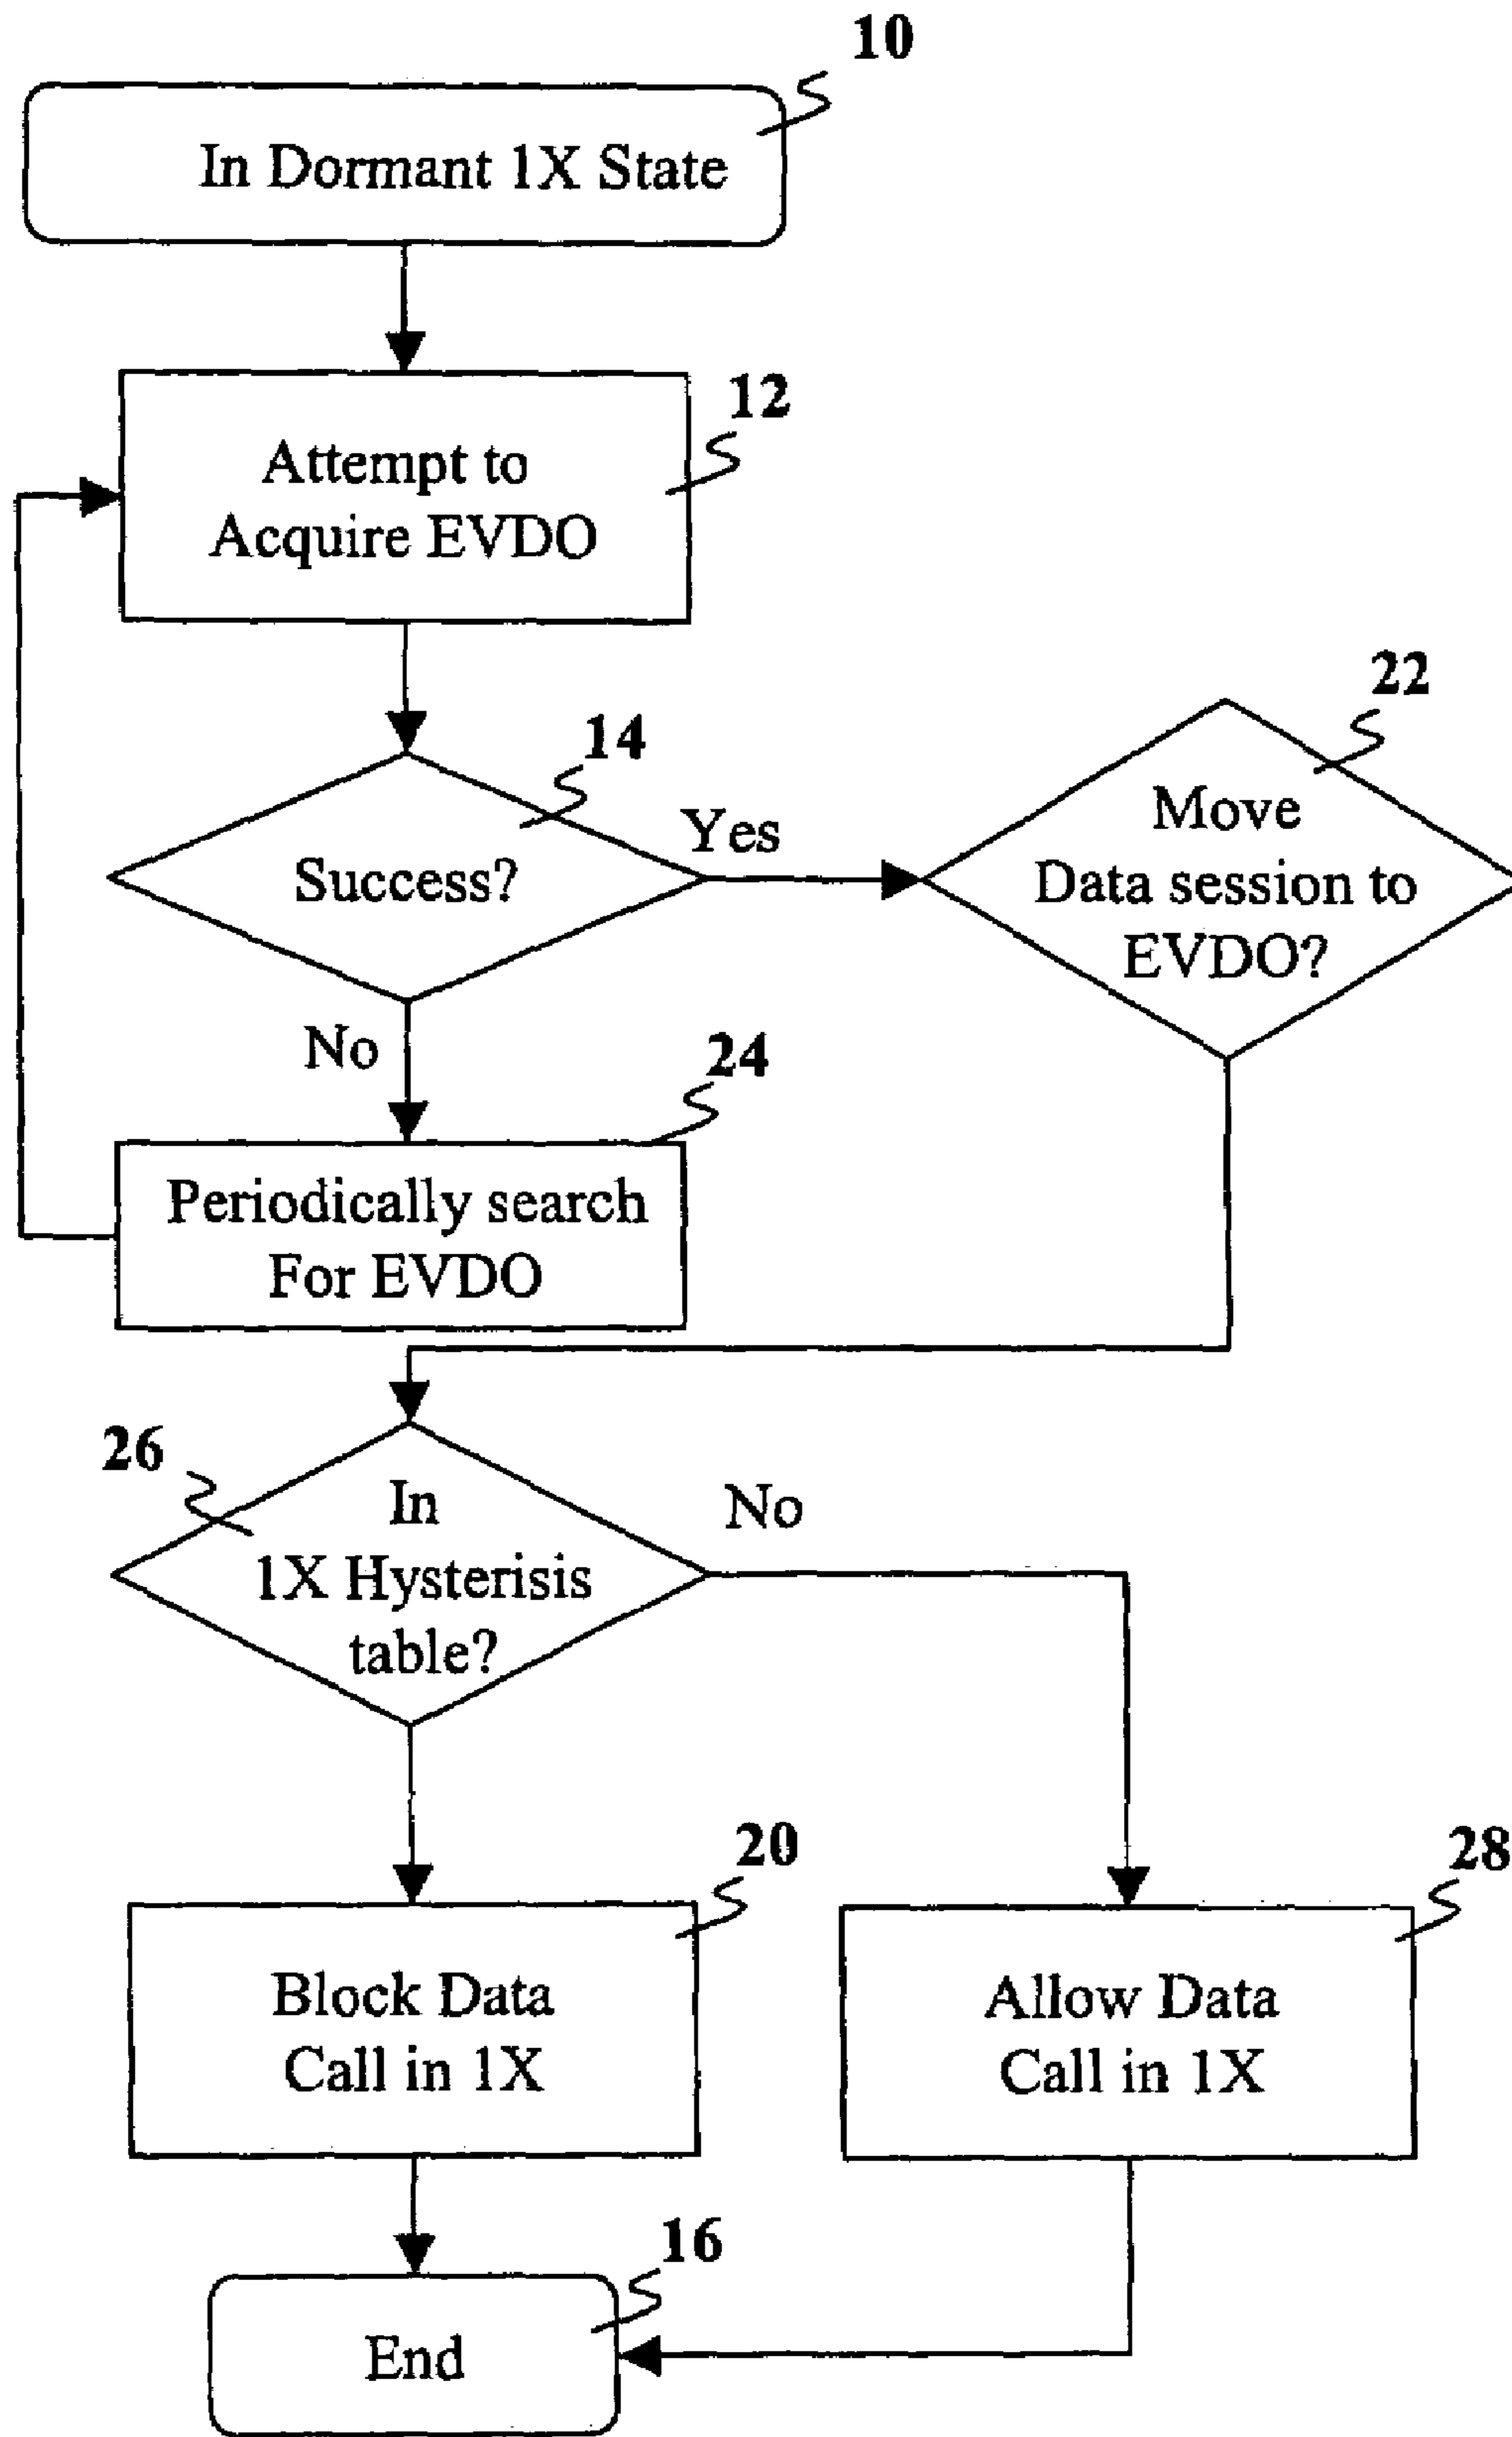 10
In Dormant 1X State
12
Attempt to
Acquire EVDO
14
Success?
Yes
22
Move
Data session to
EVDO?
No
24
Periodically search
For EVDO
26
In
1X Hysterisis
table?
No
20
Block Data
Call in 1X
28
Allow Data
Call in 1X
16
End